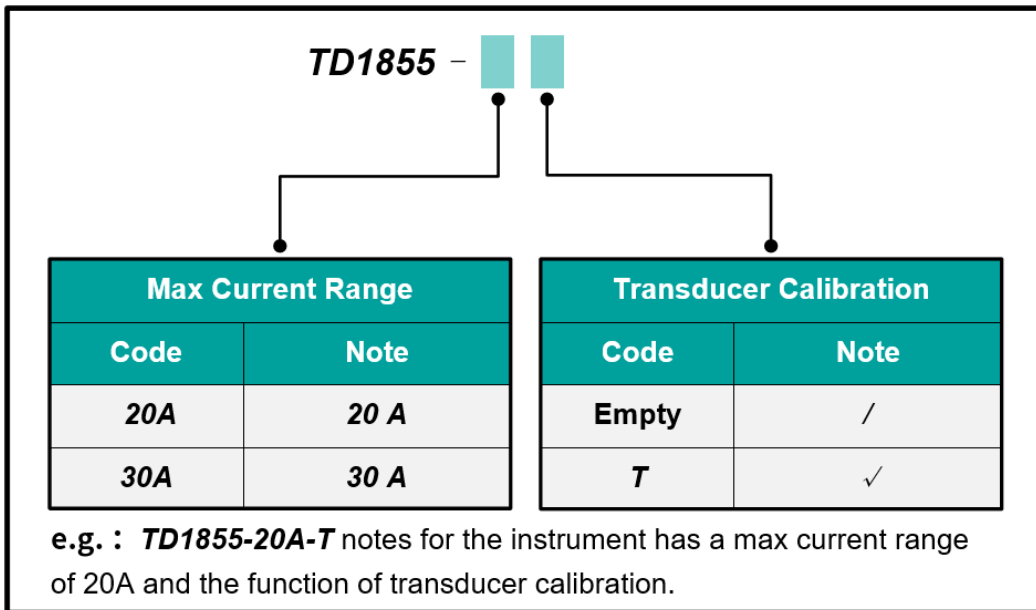 TD1855 –
Max Current Range
Code Note
20A 20 A
30A 30 A
Transducer Calibration
Code Note
Empty /
T √
e.g.： TD1855-20A-T notes for the instrument has a max current range
of 20A and the function of transducer calibration.